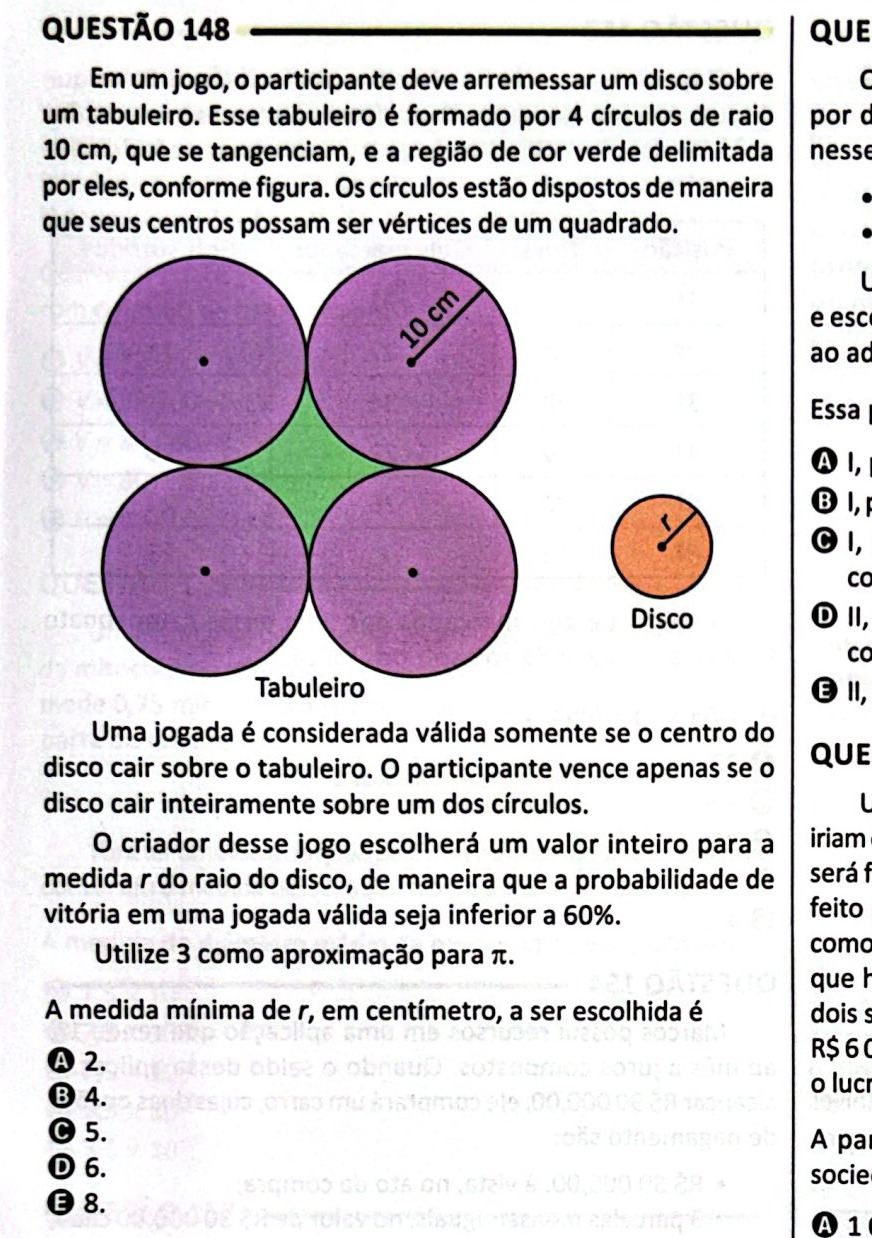 QUESTÃO 148
Em um jogo, o participante deve arremessar um disco sobre
um tabuleiro. Esse tabuleiro é formado por 4 círculos de raio
10 cm, que se tangenciam, e a região de cor verde delimitada
por eles, conforme figura. Os círculos estão dispostos de maneira
que seus centros possam ser vértices de um quadrado.
10 cm
r
Disco
Tabuleiro
Uma jogada é considerada válida somente se o centro do
disco cair sobre o tabuleiro. O participante vence apenas se o
disco cair inteiramente sobre um dos círculos.
O criador desse jogo escolherá um valor inteiro para a
medida r do raio do disco, de maneira que a probabilidade de
vitória em uma jogada válida seja inferior a 60%.
Utilize 3 como aproximação para π.
A medida mínima de r, em centímetro, a ser escolhida é
A 2.
B 4.
C 5.
D 6.
E 8.
QUE
por d
nesse
•
•
U
e esco
ao ad
Essa p
A I, p
B I, p
C I,
co
D II,
co
E II,
QUE
U
iriam
será f
feito
como
que h
dois s
R$ 6 0
o lucr
A par
socie
A 1